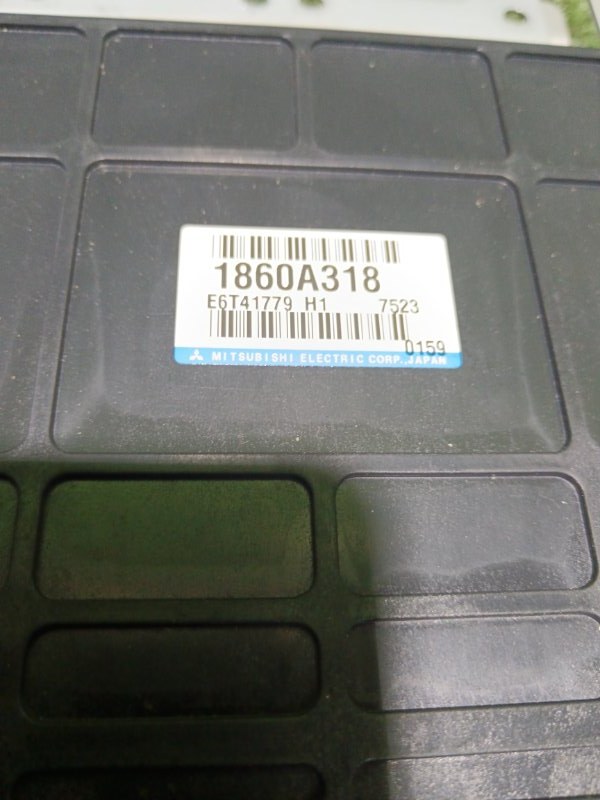 1860A318
E6T41779 H1 7523
0159
MITSUBISHI ELECTRIC CORP.,JAPAN